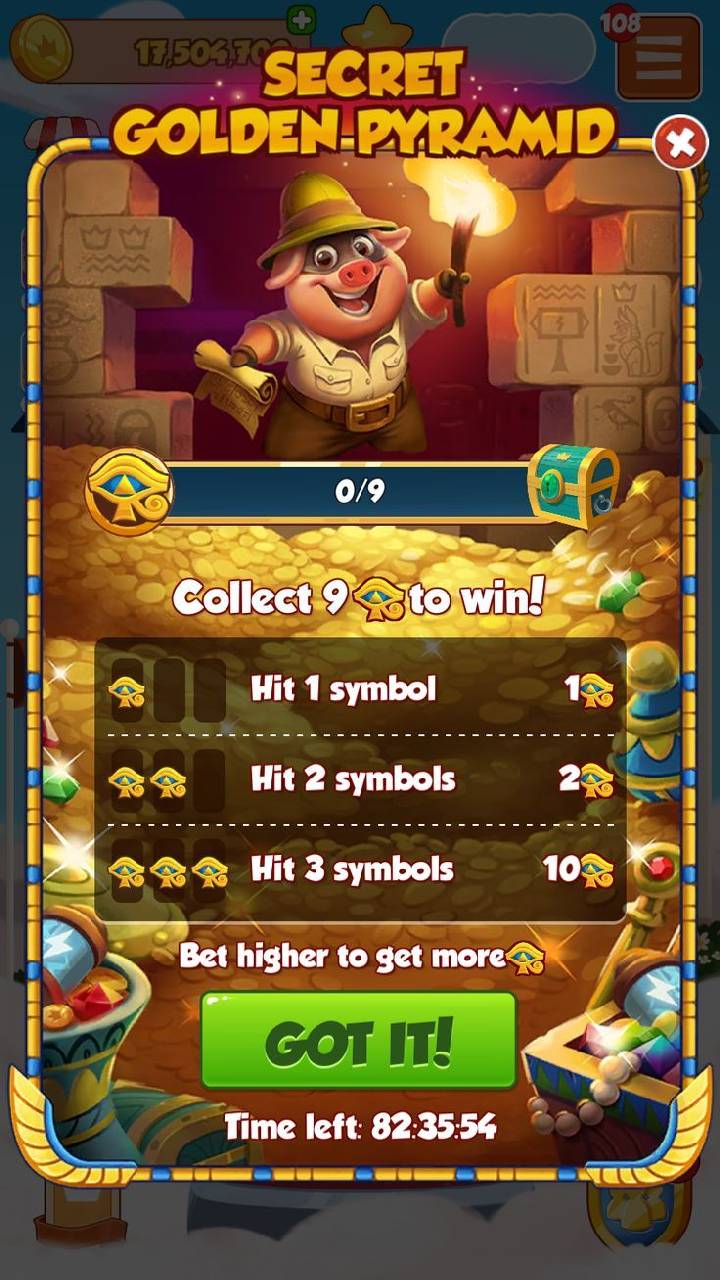 17,504,700
108
SECRET
GOLDEN PYRAMID
0/9
Collect 9 to win!
Hit 1 symbol 1
Hit 2 symbols 2
Hit 3 symbols 10
Bet higher to get more
GOT IT!
Time left: 82:35:54